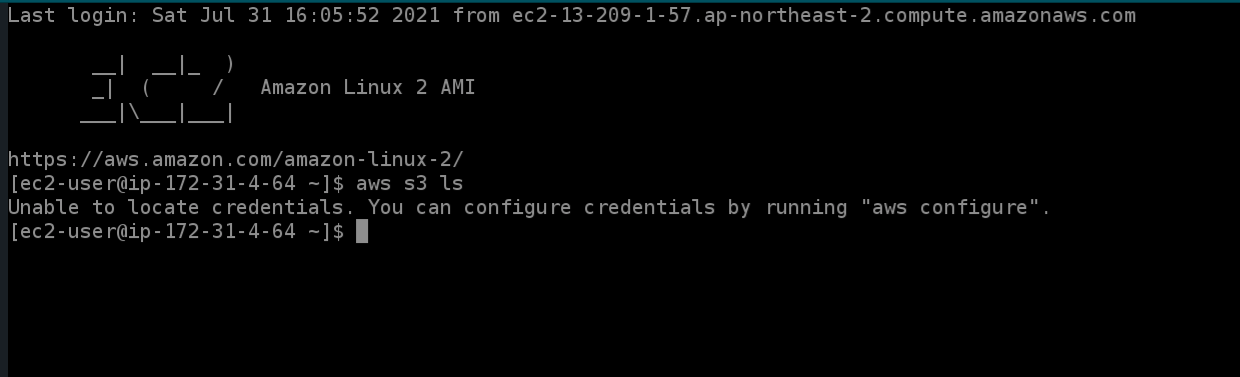 Last login: Sat Jul 31 16:05:52 2021 from ec2-13-209-1-57.ap-northeast-2.compute.amazonaws.com
       __|  __|_  )
       _|  (     /   Amazon Linux 2 AMI
      ___|\___|___|
https://aws.amazon.com/amazon-linux-2/
[ec2-user@ip-172-31-4-64 ~]$ aws s3 ls
Unable to locate credentials. You can configure credentials by running "aws configure".
[ec2-user@ip-172-31-4-64 ~]$